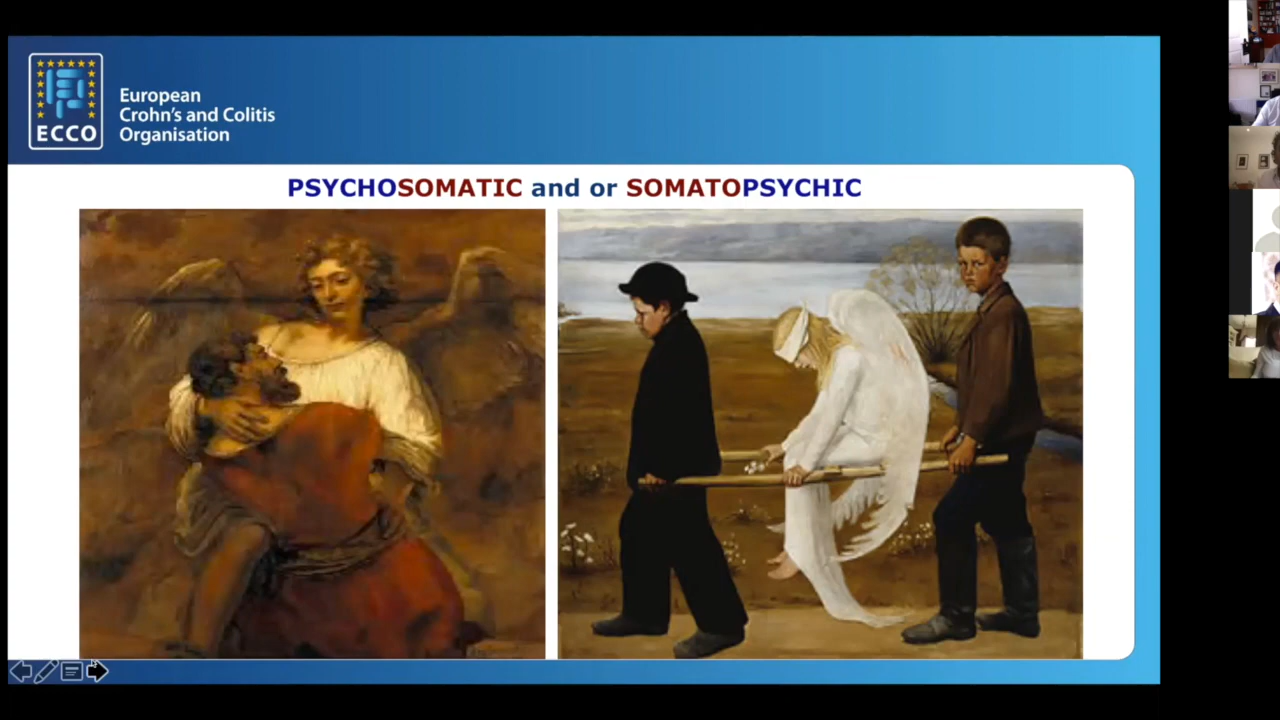 ECCO
European
Crohn's and Colitis
Organisation
PSYCHOSOMATIC and or SOMATOPSYCHIC